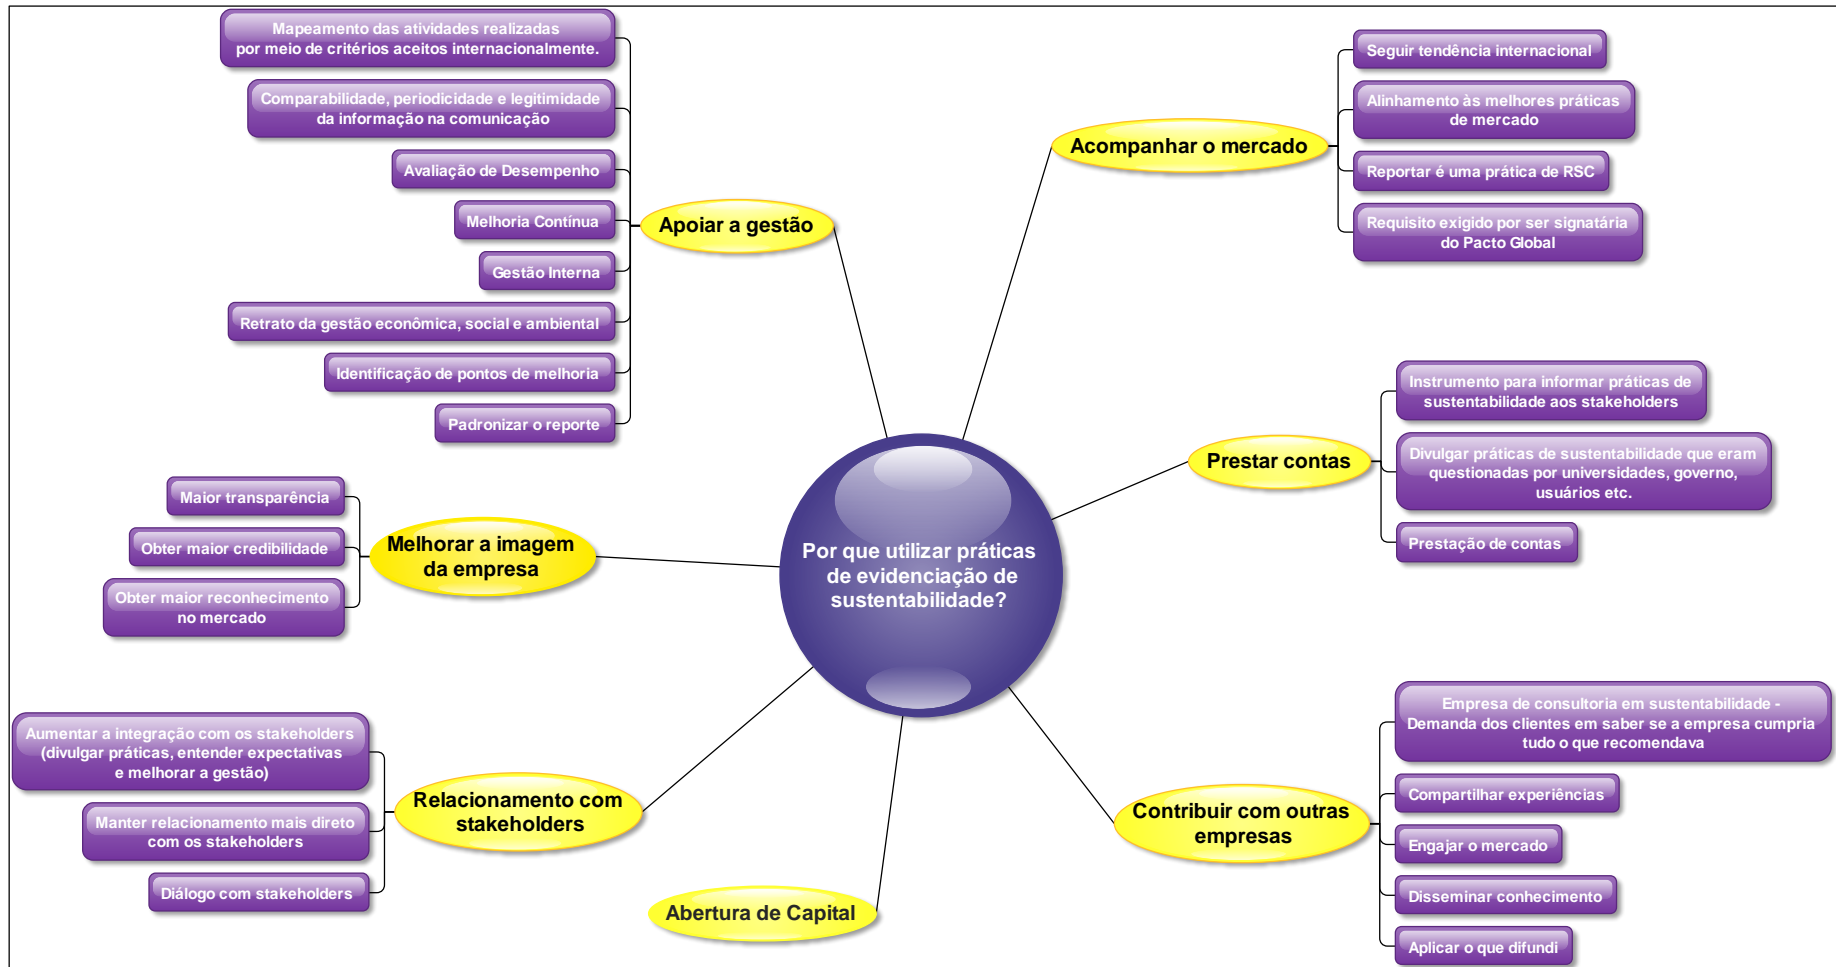 Mapeamento das atividades realizadas
por meio de critérios aceitos internacionalmente.
Comparabilidade, periodicidade e legitimidade
da informação na comunicação
Avaliação de Desempenho
Melhoria Contínua
Gestão Interna
Retrato da gestão econômica, social e ambiental
Identificação de pontos de melhoria
Padronizar o reporte
Apoiar a gestão
Maior transparência
Obter maior credibilidade
Obter maior reconhecimento
no mercado
Melhorar a imagem
da empresa
Aumentar a integração com os stakeholders
(divulgar práticas, entender expectativas
e melhorar a gestão)
Manter relacionamento mais direto
com os stakeholders
Diálogo com stakeholders
Relacionamento com
stakeholders
Abertura de Capital
Por que utilizar práticas
de evidenciação de
sustentabilidade?
Acompanhar o mercado
Seguir tendência internacional
Alinhamento às melhores práticas
de mercado
Reportar é uma prática de RSC
Requisito exigido por ser signatária
do Pacto Global
Prestar contas
Instrumento para informar práticas de
sustentabilidade aos stakeholders
Divulgar práticas de sustentabilidade que eram
questionadas por universidades, governo,
usuários etc.
Prestação de contas
Contribuir com outras
empresas
Empresa de consultoria em sustentabilidade -
Demanda dos clientes em saber se a empresa cumpria
tudo o que recomendava
Compartilhar experiências
Engajar o mercado
Disseminar conhecimento
Aplicar o que difundi